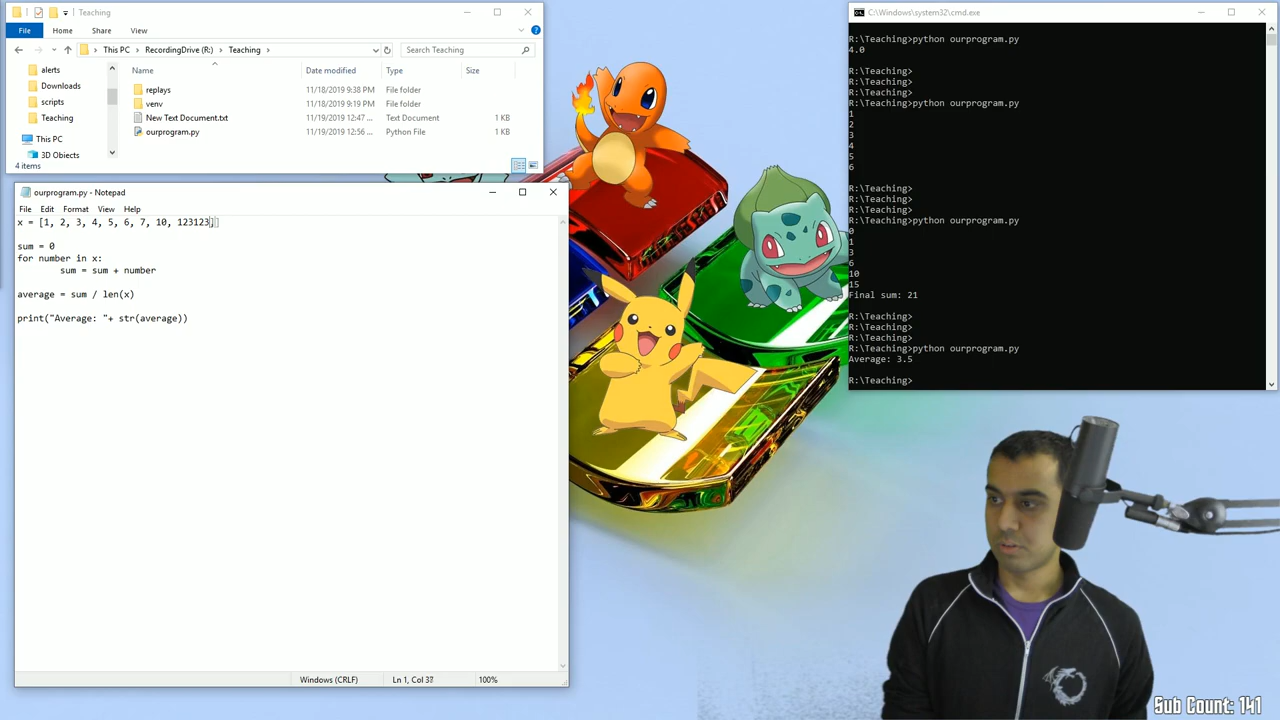 Teaching
File
Home
Share
View
This PC
RecordingDrive (R:)
Teaching
Search Teaching
alerts
Downloads
scripts
Teaching
This PC
3D Objects
4 items
Name
Date modified
Type
Size
replays
11/18/2019 9:38 PM
File folder
venv
11/18/2019 9:19 PM
File folder
New Text Document.txt
11/19/2019 12:47 ...
Text Document
1 KB
ourprogram.py
11/19/2019 12:56 ...
Python File
1 KB
ourprogram.py - Notepad
File Edit Format View Help
x = [1, 2, 3, 4, 5, 6, 7, 10, 123123,]
sum = 0
for number in x:
sum = sum + number
average = sum / len(x)
print("Average: "+ str(average))
Windows (CRLF)
Ln 1, Col 37
100%
C:\Windows\system32\cmd.exe
R:\Teaching>python ourprogram.py
4.0
R:\Teaching>
R:\Teaching>
R:\Teaching>
R:\Teaching>python ourprogram.py
1
2
3
4
5
6
R:\Teaching>
R:\Teaching>
R:\Teaching>
R:\Teaching>python ourprogram.py
0
1
3
6
10
15
Final sum: 21
R:\Teaching>
R:\Teaching>
R:\Teaching>
R:\Teaching>python ourprogram.py
Average: 3.5
R:\Teaching>
Sub Count: 141